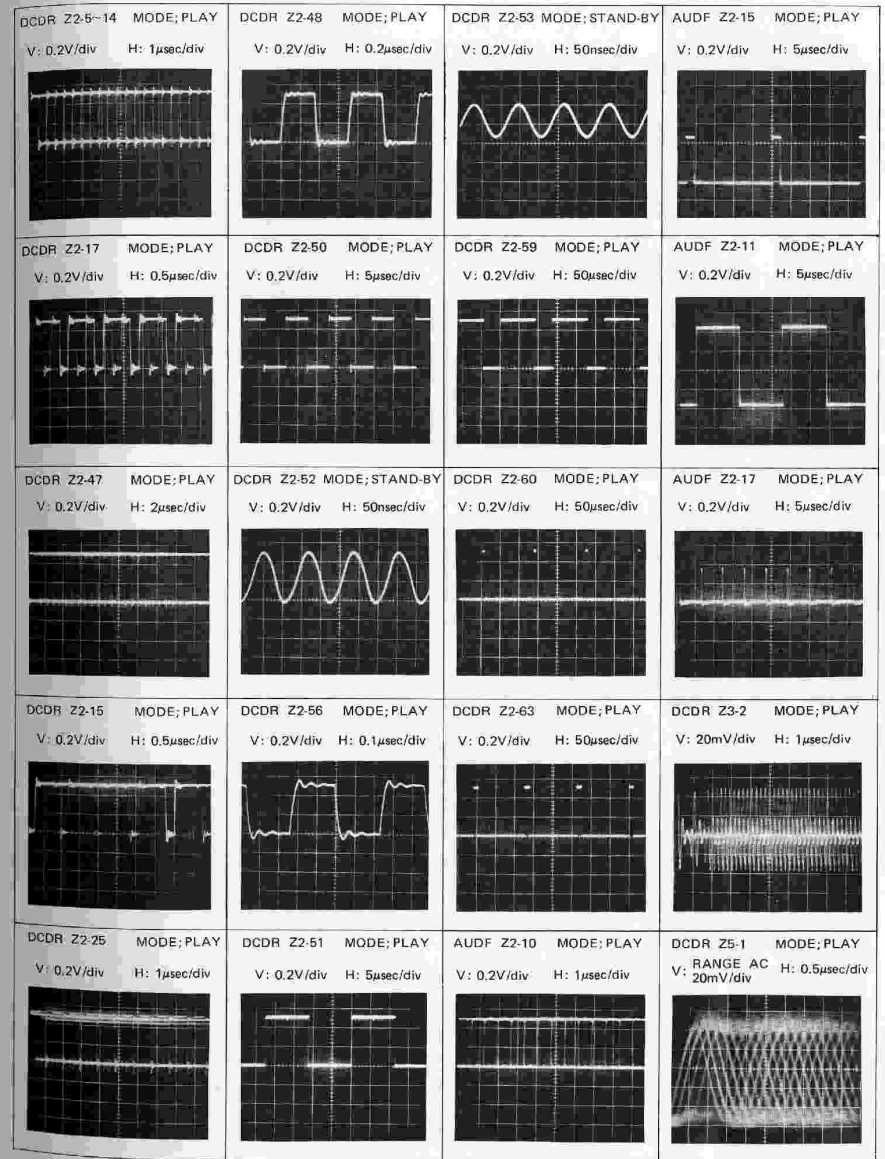 DCDR Z2-5~14 MODE; PLAY
V: 0.2V/div H: 1μsec/div
DCDR Z2-48 MODE; PLAY
V: 0.2V/div H: 0.2μsec/div
DCDR Z2-53 MODE; STAND-BY
V: 0.2V/div H: 50nsec/div
AUDF Z2-15 MODE; PLAY
V: 0.2V/div H: 5μsec/div
DCDR Z2-17 MODE; PLAY
V: 0.2V/div H: 0.5μsec/div
DCDR Z2-50 MODE; PLAY
V: 0.2V/div H: 5μsec/div
DCDR Z2-59 MODE; PLAY
V: 0.2V/div H: 50μsec/div
AUDF Z2-11 MODE; PLAY
V: 0.2V/div H: 5μsec/div
DCDR Z2-47 MODE; PLAY
V: 0.2V/div H: 2μsec/div
DCDR Z2-52 MODE; STAND-BY
V: 0.2V/div H: 50nsec/div
DCDR Z2-60 MODE; PLAY
V: 0.2V/div H: 50μsec/div
AUDF Z2-17 MODE; PLAY
V: 0.2V/div H: 5μsec/div
DCDR Z2-15 MODE; PLAY
V: 0.2V/div H: 0.5μsec/div
DCDR Z2-56 MODE; PLAY
V: 0.2V/div H: 0.1μsec/div
DCDR Z2-63 MODE; PLAY
V: 0.2V/div H: 50μsec/div
DCDR Z3-2 MODE; PLAY
V: 20mV/div H: 1μsec/div
DCDR Z2-25 MODE; PLAY
V: 0.2V/div H: 1μsec/div
DCDR Z2-51 MODE; PLAY
V: 0.2V/div H: 5μsec/div
AUDF Z2-10 MODE; PLAY
V: 0.2V/div H: 1μsec/div
DCDR Z5-1 MODE; PLAY
V: RANGE AC H: 0.5μsec/div
20mV/div